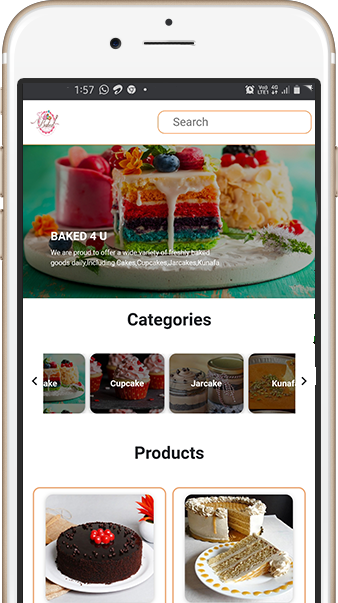 1:57
Vo)) 4G
LTE1
Search
BAKED 4 U
We are proud to offer a wide variety of freshly baked
goods daily,Including Cakes,Cupcakes,Jarcakes,Kunafa
Categories
ake
Cupcake
Jarcake
Kunafa
Products